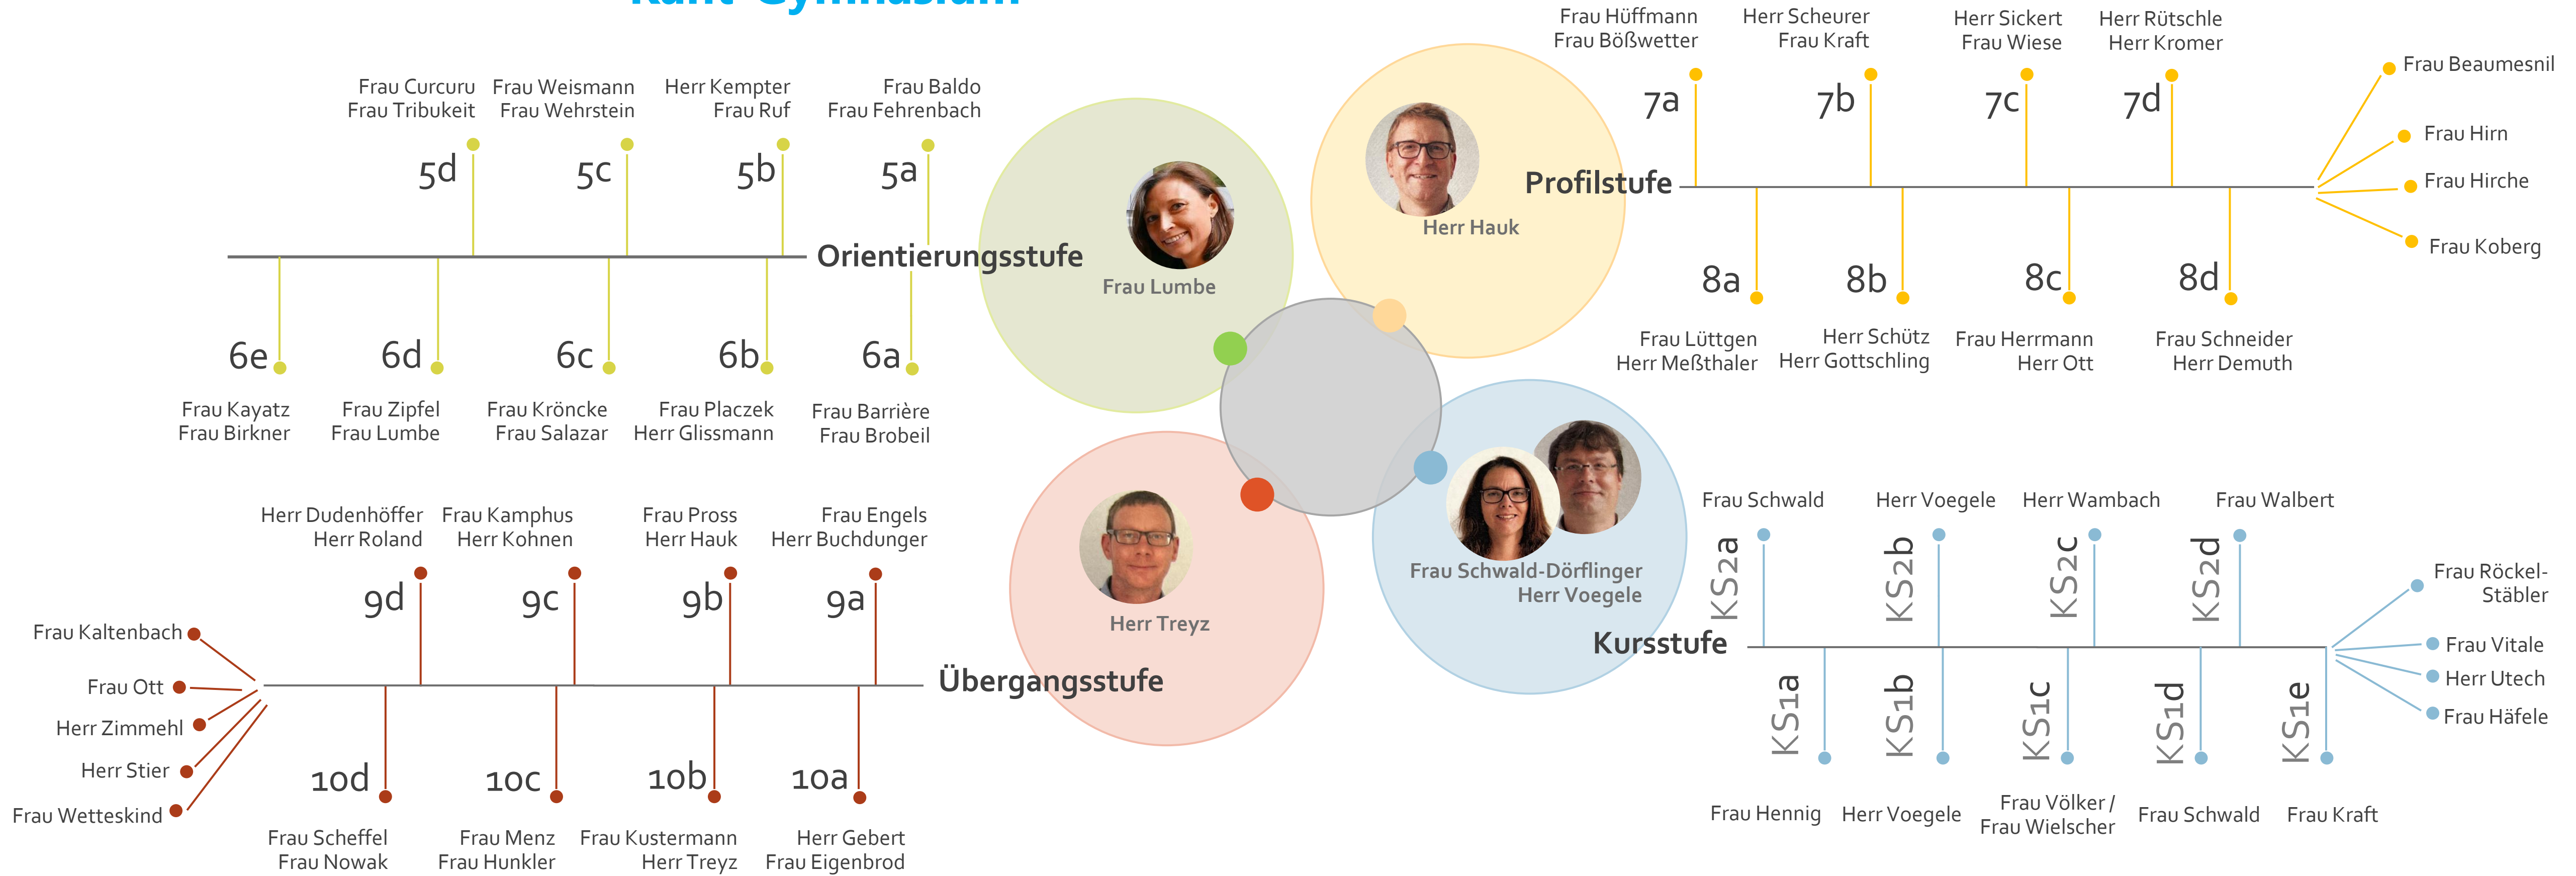 Kant-Gymnasium
Frau Curcuru
Frau Tribukeit
5d
Frau Weismann
Frau Wehrstein
5c
Herr Kempter
Frau Ruf
5b
Frau Baldo
Frau Fehrenbach
5a
Orientierungsstufe
Frau Lumbe
6e
Frau Kayatz
Frau Birkner
6d
Frau Zipfel
Frau Lumbe
6c
Frau Kröncke
Frau Salazar
6b
Frau Placzek
Herr Glissmann
6a
Frau Barrière
Frau Brobeil
Herr Hauk
Profilstufe
Frau Hüffmann
Frau Bößwetter
7a
Herr Scheurer
Frau Kraft
7b
Herr Sickert
Frau Wiese
7c
Herr Rütschle
Herr Kromer
7d
Frau Beaumesnil
Frau Hirn
Frau Hirche
Frau Koberg
8a
Frau Lüttgen
Herr Meßthaler
8b
Herr Schütz
Herr Gottschling
8c
Frau Herrmann
Herr Ott
8d
Frau Schneider
Herr Demuth
Herr Dudenhöffer
Herr Roland
9d
Frau Kamphus
Herr Kohnen
9c
Frau Pross
Herr Hauk
9b
Frau Engels
Herr Buchdunger
9a
Herr Treyz
Übergangsstufe
Frau Kaltenbach
Frau Ott
Herr Zimmehl
Herr Stier
Frau Wetteskind
10d
Frau Scheffel
Frau Nowak
10c
Frau Menz
Frau Hunkler
10b
Frau Kustermann
Herr Treyz
10a
Herr Gebert
Frau Eigenbrod
Frau Schwald-Dörflinger
Herr Voegele
Kursstufe
Frau Schwald
KS2a
Herr Voegele
KS2b
Herr Wambach
KS2c
Frau Walbert
KS2d
Frau Röckel-
Stäbler
Frau Vitale
Herr Utech
Frau Häfele
KS1a
Frau Hennig
KS1b
Herr Voegele
KS1c
Frau Völker /
Frau Wielscher
KS1d
Frau Schwald
KS1e
Frau Kraft